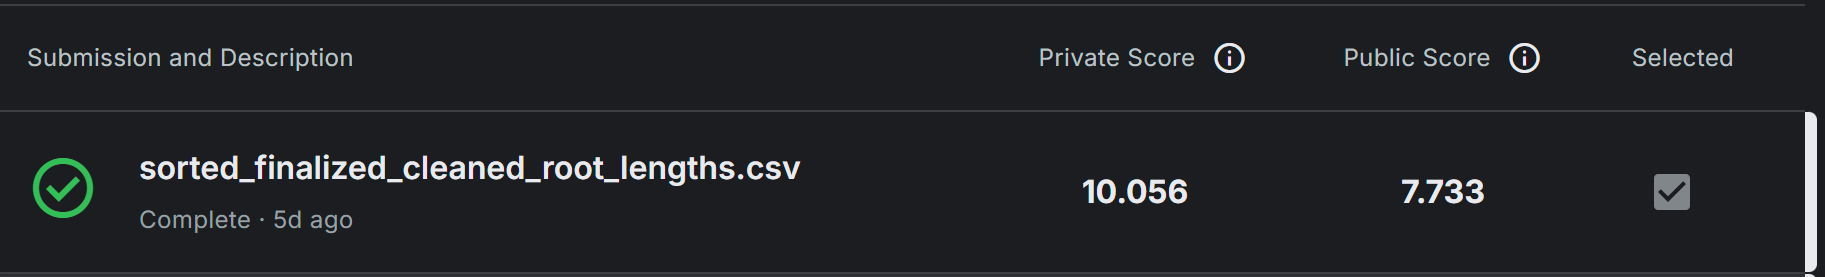 Submission and Description Private Score Public Score Selected
sorted_finalized_cleaned_root_lengths.csv
Complete · 5d ago
10.056 7.733